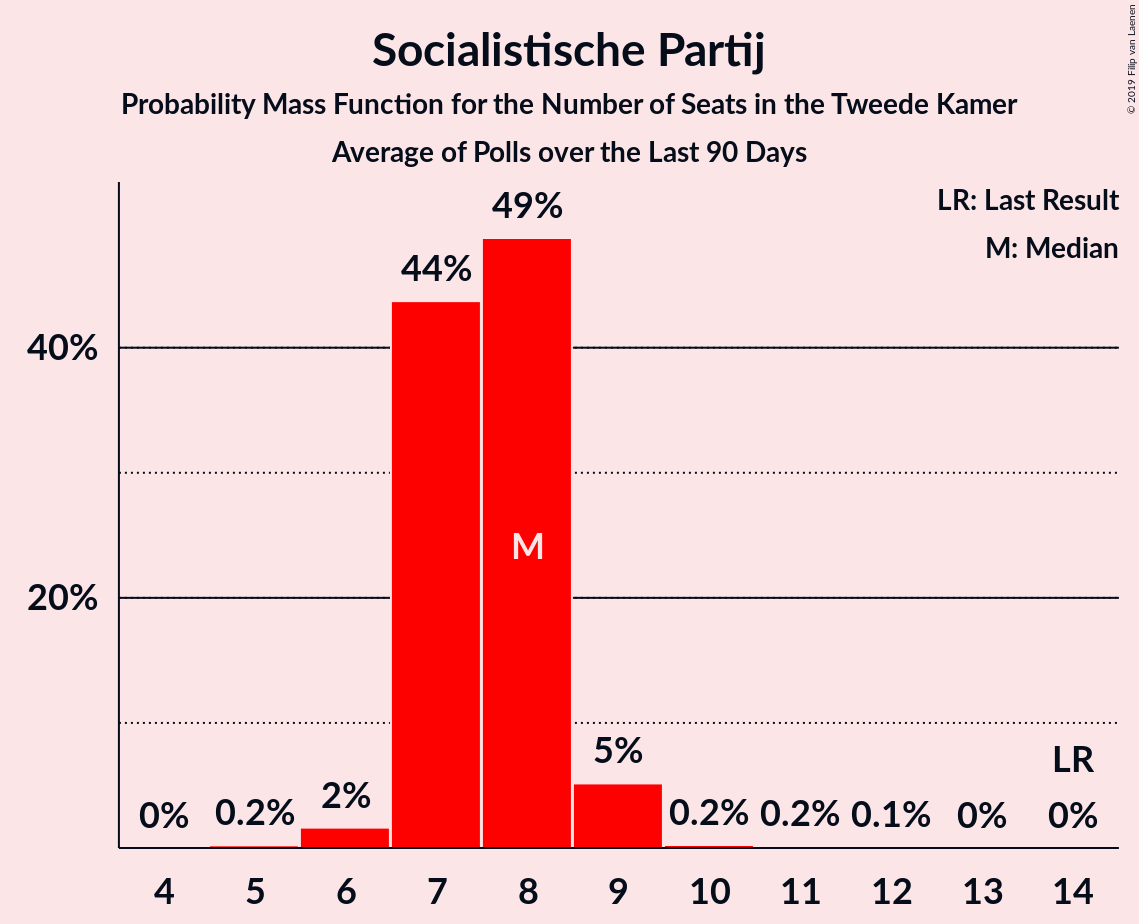 Socialistische Partij
Probability Mass Function for the Number of Seats in the Tweede Kamer
Average of Polls over the Last 90 Days
© 2019 Filip van Laenen
LR: Last Result
M: Median
49%
44%
40%
M
20%
5%
LR
2%
0%
0.2%
0.2%
0.2%
0.1%
0%
0%
4 5 6 7 8 9 10 11 12 13 14